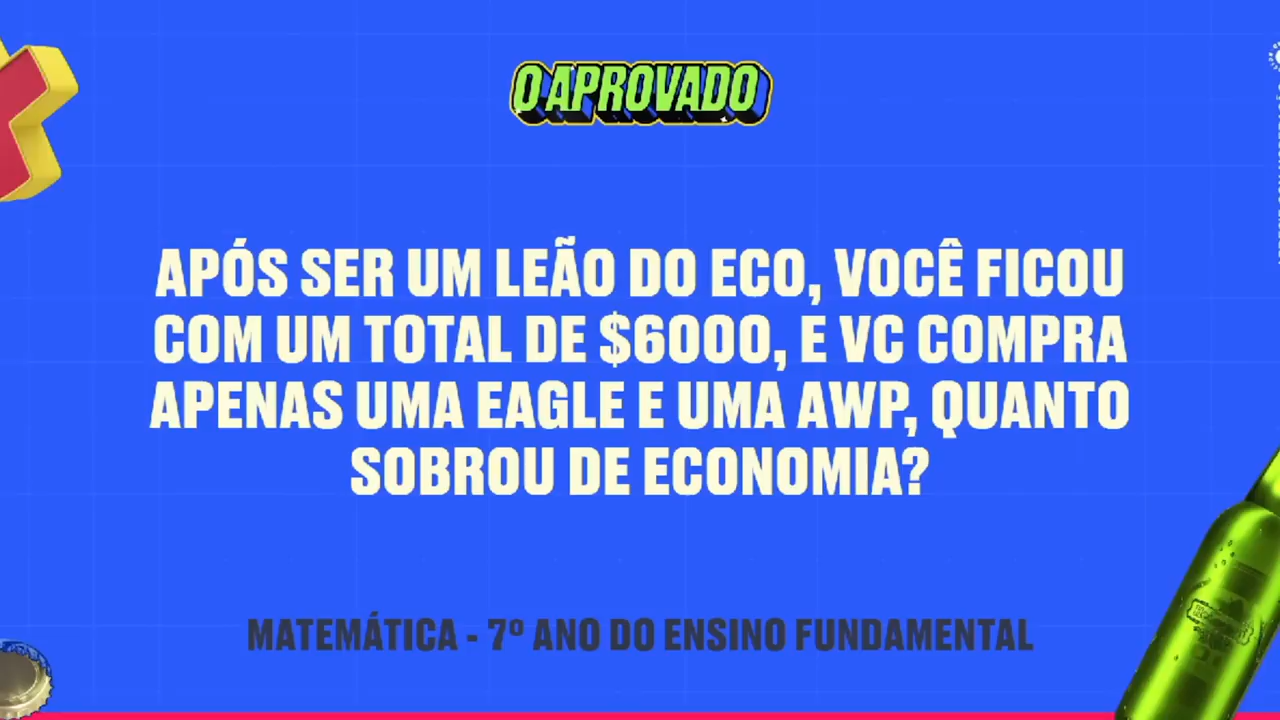 O APROVADO
APÓS SER UM LEÃO DO ECO, VOCÊ FICOU
COM UM TOTAL DE $6000, E VC COMPRA
APENAS UMA EAGLE E UMA AWP, QUANTO
SOBROU DE ECONOMIA?
MATEMÁTICA - 7º ANO DO ENSINO FUNDAMENTAL